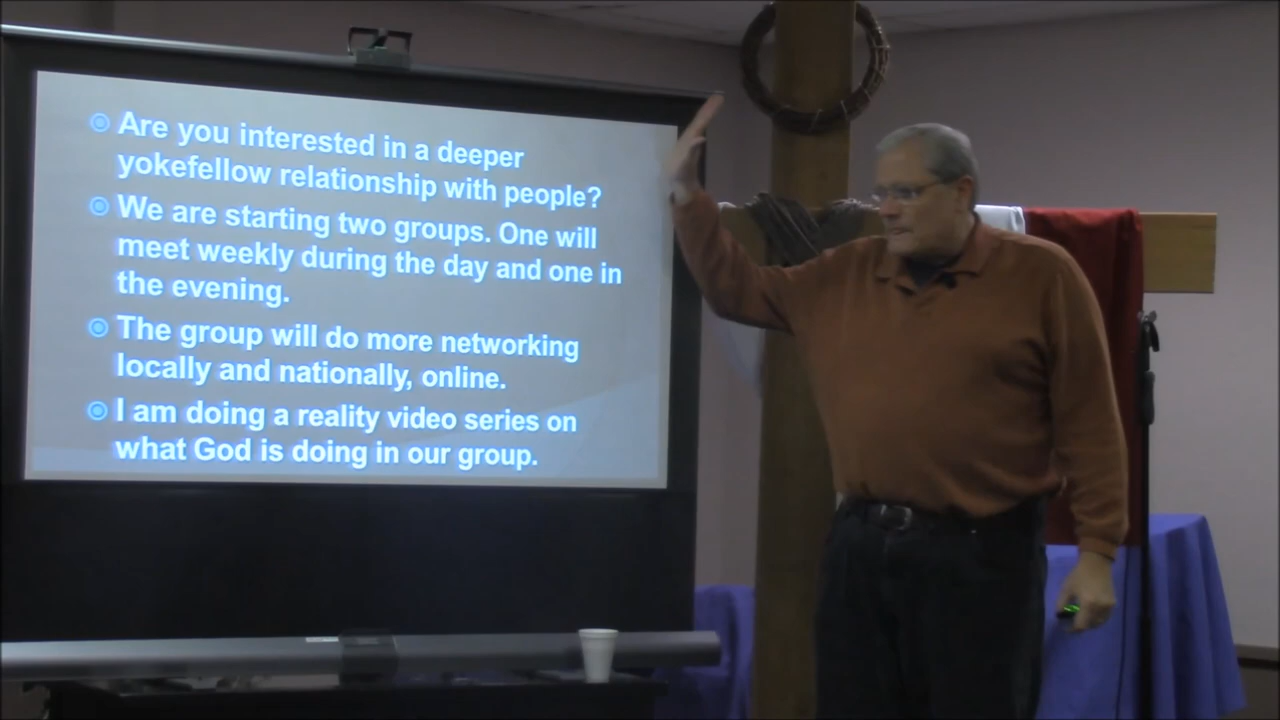 Are you interested in a deeper
yokefellow relationship with people?
We are starting two groups. One will
meet weekly during the day and one in
the evening.
The group will do more networking
locally and nationally, online.
I am doing a reality video series on
what God is doing in our group.